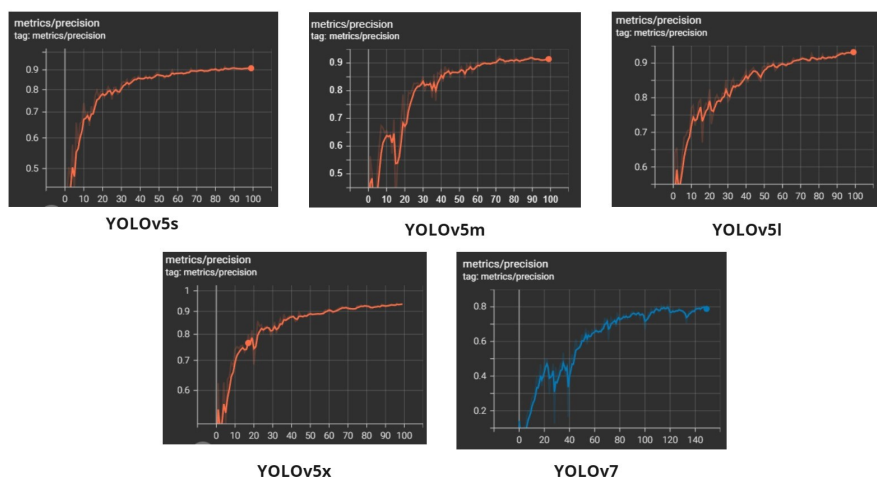 metrics/precision
tag: metrics/precision
0.9
0.8
0.7
0.6
0.5
0 10 20 30 40 50 60 70 80 90 100
YOLOv5s
metrics/precision
tag: metrics/precision
0.9
0.8
0.7
0.6
0.5
0 10 20 30 40 50 60 70 80 90 100
YOLOv5m
metrics/precision
tag: metrics/precision
0.9
0.8
0.7
0.6
0 10 20 30 40 50 60 70 80 90 100
YOLOv5l
metrics/precision
tag: metrics/precision
1
0.9
0.8
0.7
0.6
0 10 20 30 40 50 60 70 80 90 100
YOLOv5x
metrics/precision
tag: metrics/precision
0.8
0.6
0.4
0.2
0 20 40 60 80 100 120 140
YOLOv7